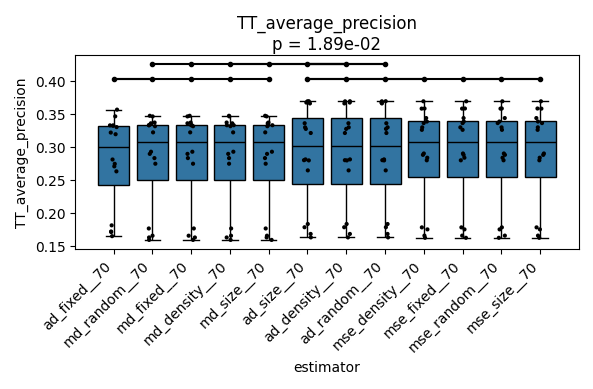 TT_average_precision
p = 1.89e-02
TT_average_precision
0.40
0.35
0.30
0.25
0.20
0.15
ad_fixed__70
md_random__70
md_fixed__70
md_density__70
md_size__70
ad_size__70
ad_density__70
ad_random__70
mse_density__70
mse_fixed__70
mse_random__70
mse_size__70
estimator